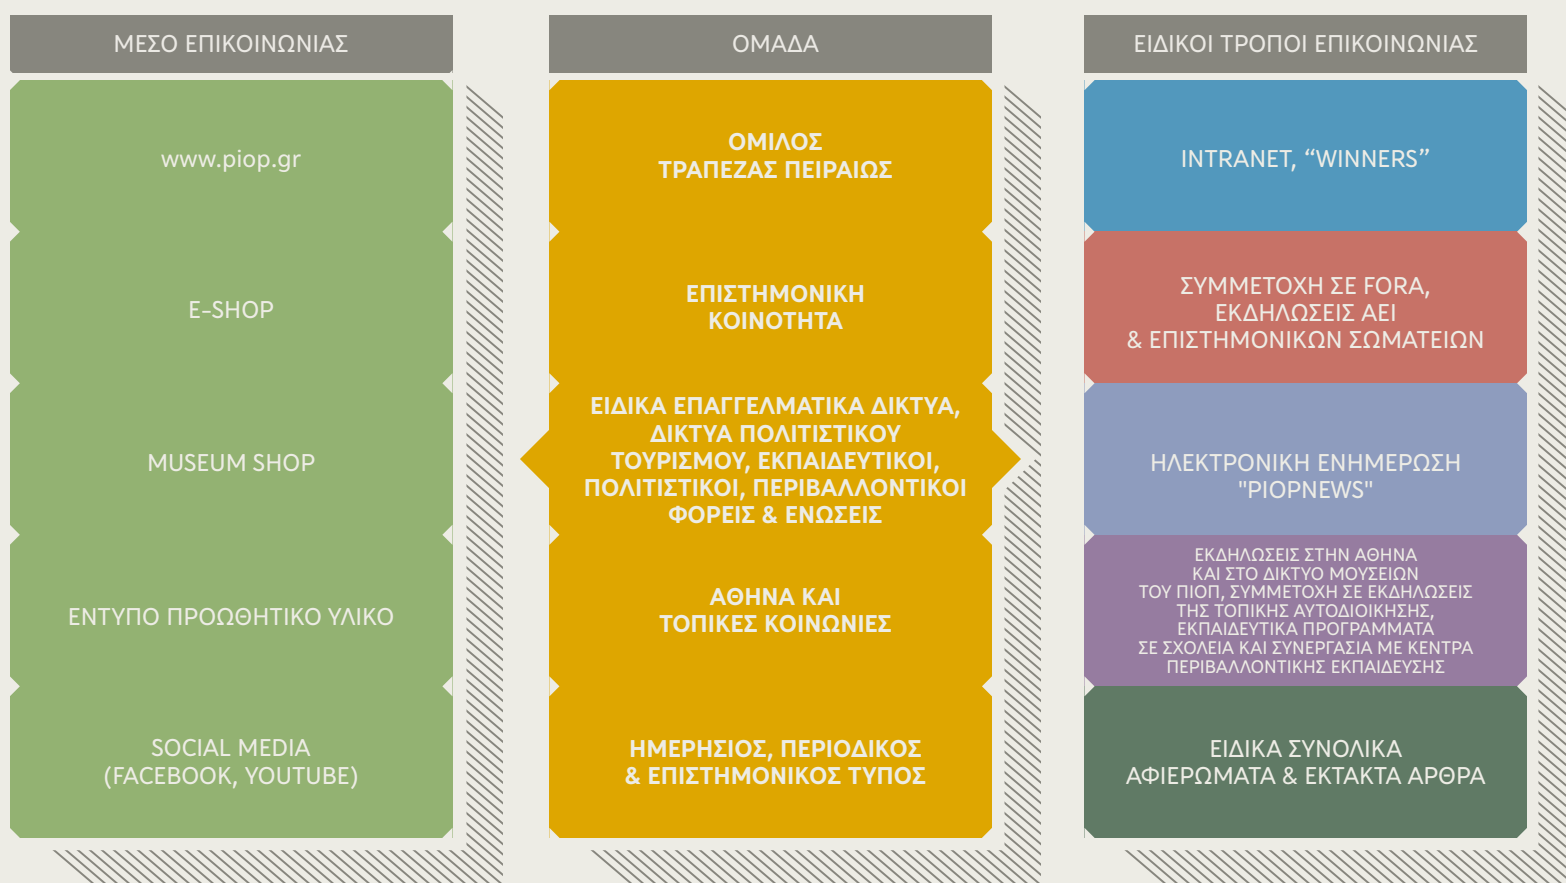 ΜΕΣΟ ΕΠΙΚΟΙΝΩΝΙΑΣ
www.piop.gr
E-SHOP
MUSEUM SHOP
ΕΝΤΥΠΟ ΠΡΟΩΘΗΤΙΚΟ ΥΛΙΚΟ
SOCIAL MEDIA
(FACEBOOK, YOUTUBE)
ΟΜΑΔΑ
ΟΜΙΛΟΣ
ΤΡΑΠΕΖΑΣ ΠΕΙΡΑΙΩΣ
ΕΠΙΣΤΗΜΟΝΙΚΗ
ΚΟΙΝΟΤΗΤΑ
ΕΙΔΙΚΑ ΕΠΑΓΓΕΛΜΑΤΙΚΑ ΔΙΚΤΥΑ,
ΔΙΚΤΥΑ ΠΟΛΙΤΙΣΤΙΚΟΥ
ΤΟΥΡΙΣΜΟΥ, ΕΚΠΑΙΔΕΥΤΙΚΟΙ,
ΠΟΛΙΤΙΣΤΙΚΟΙ, ΠΕΡΙΒΑΛΛΟΝΤΙΚΟΙ
ΦΟΡΕΙΣ & ΕΝΩΣΕΙΣ
ΑΘΗΝΑ ΚΑΙ
ΤΟΠΙΚΕΣ ΚΟΙΝΩΝΙΕΣ
ΗΜΕΡΗΣΙΟΣ, ΠΕΡΙΟΔΙΚΟΣ
& ΕΠΙΣΤΗΜΟΝΙΚΟΣ ΤΥΠΟΣ
ΕΙΔΙΚΟΙ ΤΡΟΠΟΙ ΕΠΙΚΟΙΝΩΝΙΑΣ
INTRANET, “WINNERS”
ΣΥΜΜΕΤΟΧΗ ΣΕ FORA,
ΕΚΔΗΛΩΣΕΙΣ ΑΕΙ
& ΕΠΙΣΤΗΜΟΝΙΚΩΝ ΣΩΜΑΤΕΙΩΝ
ΗΛΕΚΤΡΟΝΙΚΗ ΕΝΗΜΕΡΩΣΗ
"PIOPNEWS"
ΕΚΔΗΛΩΣΕΙΣ ΣΤΗΝ ΑΘΗΝΑ
ΚΑΙ ΣΤΟ ΔΙΚΤΥΟ ΜΟΥΣΕΙΩΝ
ΤΟΥ ΠΙΟΠ, ΣΥΜΜΕΤΟΧΗ ΣΕ ΕΚΔΗΛΩΣΕΙΣ
ΤΗΣ ΤΟΠΙΚΗΣ ΑΥΤΟΔΙΟΙΚΗΣΗΣ,
ΕΚΠΑΙΔΕΥΤΙΚΑ ΠΡΟΓΡΑΜΜΑΤΑ
ΣΕ ΣΧΟΛΕΙΑ ΚΑΙ ΣΥΝΕΡΓΑΣΙΑ ΜΕ ΚΕΝΤΡΑ
ΠΕΡΙΒΑΛΛΟΝΤΙΚΗΣ ΕΚΠΑΙΔΕΥΣΗΣ
ΕΙΔΙΚΑ ΣΥΝΟΛΙΚΑ
ΑΦΙΕΡΩΜΑΤΑ & ΕΚΤΑΚΤΑ ΑΡΘΡΑ